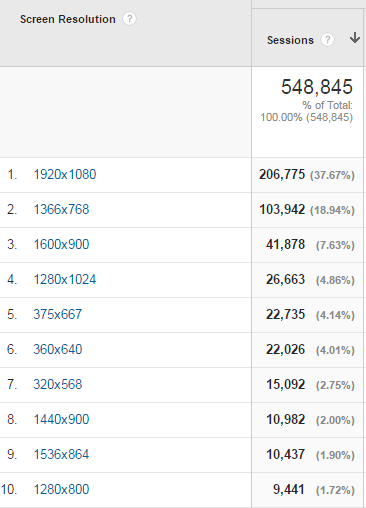 Screen Resolution ?
Sessions ?
548,845
% of Total:
100.00% (548,845)
1. 1920x1080 206,775 (37.67%)
2. 1366x768 103,942 (18.94%)
3. 1600x900 41,878 (7.63%)
4. 1280x1024 26,663 (4.86%)
5. 375x667 22,735 (4.14%)
6. 360x640 22,026 (4.01%)
7. 320x568 15,092 (2.75%)
8. 1440x900 10,982 (2.00%)
9. 1536x864 10,437 (1.90%)
10. 1280x800 9,441 (1.72%)